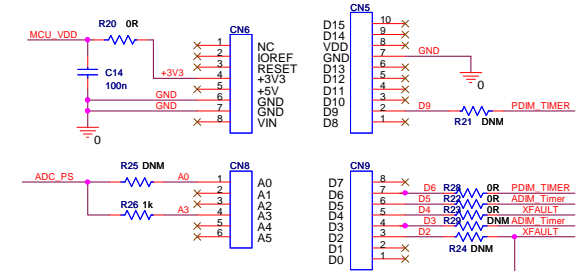 R20 0R
MCU_VDD
C14
100n
+3V3
GND
GND
0
CN6
1 NC
2 IOREF
3 RESET
4 +3V3
5 +5V
6 GND
7 GND
8 VIN
CN5
D15 10
D14 9
VDD 8
GND 7 GND
D13 6
D12 5
D11 4
D10 3
D9 2 D9 PDIM_TIMER
D8 1
R21 DNM
0
ADC_PS
R25 DNM
A0
R26 1k
A3
CN8
1 A0
2 A1
3 A2
4 A3
5 A4
6 A5
CN9
D7 8
D6 7 D6 R28 0R PDIM_TIMER
D5 6 D5 0R ADIM_Timer
D4 5 D4 0R XFAULT
D3 4 D3 R29 DNM ADIM_Timer
D2 3 D2 XFAULT
D1 2
D0 1
R24 DNM